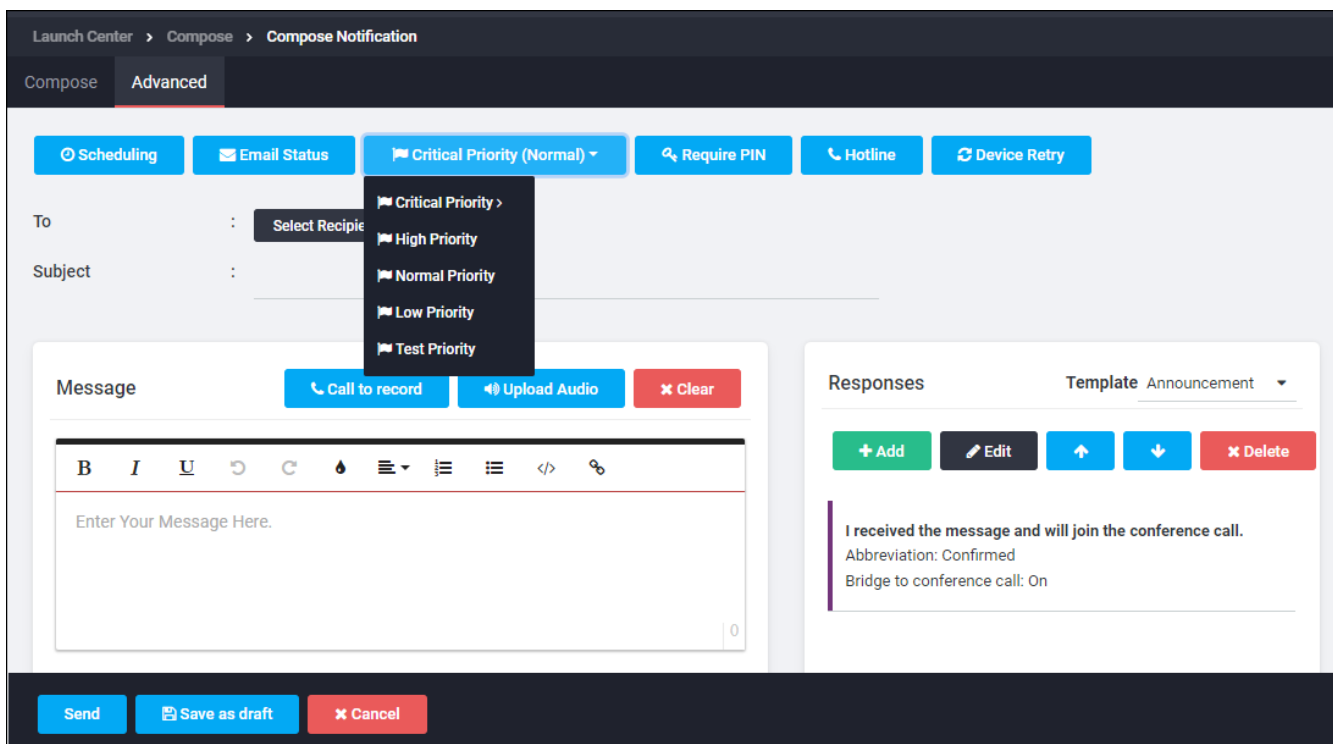 Launch Center > Compose > Compose Notification
Compose Advanced
Scheduling Email Status Critical Priority (Normal) Require PIN Hotline Device Retry
Critical Priority >
High Priority
Normal Priority
Low Priority
Test Priority
To : Select Recipie
Subject :
Message Call to record Upload Audio Clear
B I U </>
Enter Your Message Here.
0
Responses Template Announcement
Add Edit Delete
I received the message and will join the conference call.
Abbreviation: Confirmed
Bridge to conference call: On
Send Save as draft Cancel